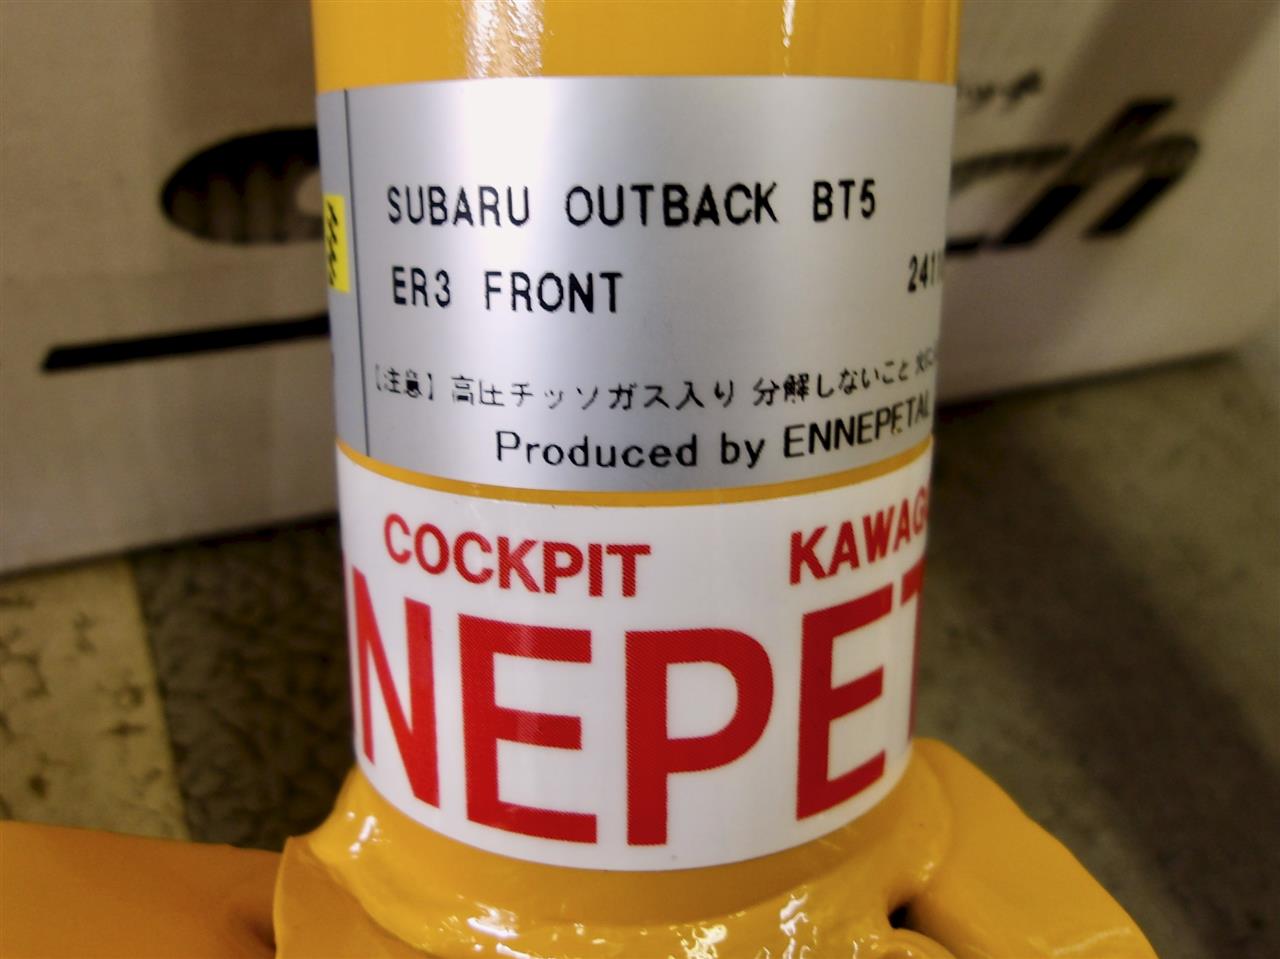 SUBARU OUTBACK BT5
ER3 FRONT
【注意】高圧チッソガス入り 分解しないこと
Produced by ENNEPETAL
COCKPIT
NEPE